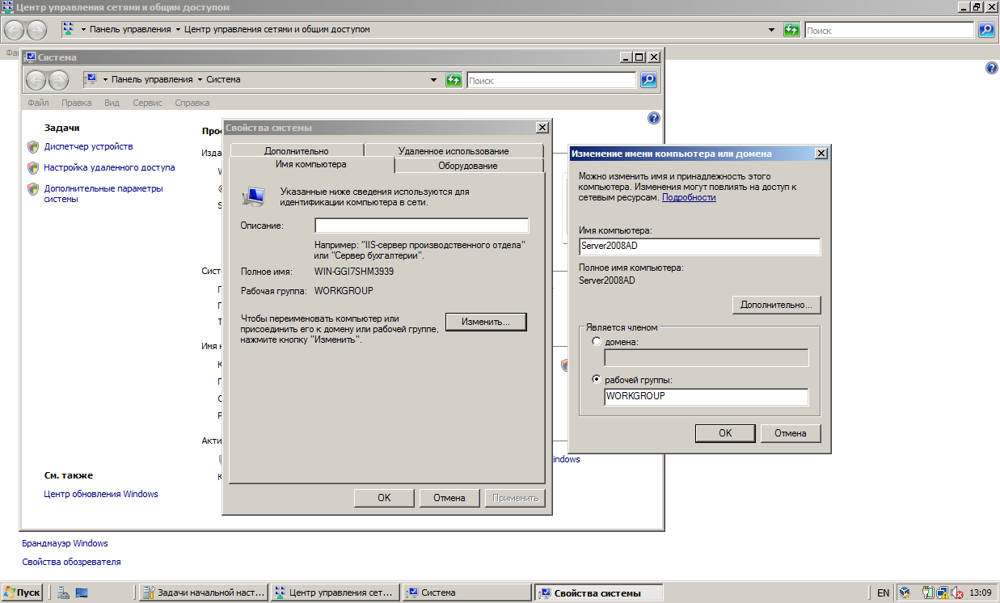 Центр управления сетями и общим доступом
Панель управления
Центр управления сетями и общим доступом
Поиск
Система
Панель управления
Система
Поиск
Файл
Правка
Вид
Сервис
Справка
Задачи
Диспетчер устройств
Настройка удаленного доступа
Дополнительные параметры
системы
См. также
Центр обновления Windows
Свойства системы
Дополнительно
Удаленное использование
Имя компьютера
Оборудование
Указанные ниже сведения используются для
идентификации компьютера в сети.
Описание:
Например: "IIS-сервер производственного отдела"
или "Сервер бухгалтерии".
Полное имя: WIN-GGI7SHM3939
Рабочая группа: WORKGROUP
Чтобы переименовать компьютер или
присоединить его к домену или рабочей группе,
нажмите кнопку "Изменить".
Изменить...
OK
Отмена
Применить
Изменение имени компьютера или домена
Можно изменить имя и принадлежность этого
компьютера. Изменения могут повлиять на доступ к
сетевым ресурсам. Подробности
Имя компьютера:
Server2008AD
Полное имя компьютера:
Server2008AD
Дополнительно...
Является членом
домена:
рабочей группы:
WORKGROUP
OK
Отмена
indows
Брандмауэр Windows
Свойства обозревателя
Пуск
Задачи начальной наст...
Центр управления сет...
Система
Свойства системы
EN
13:09